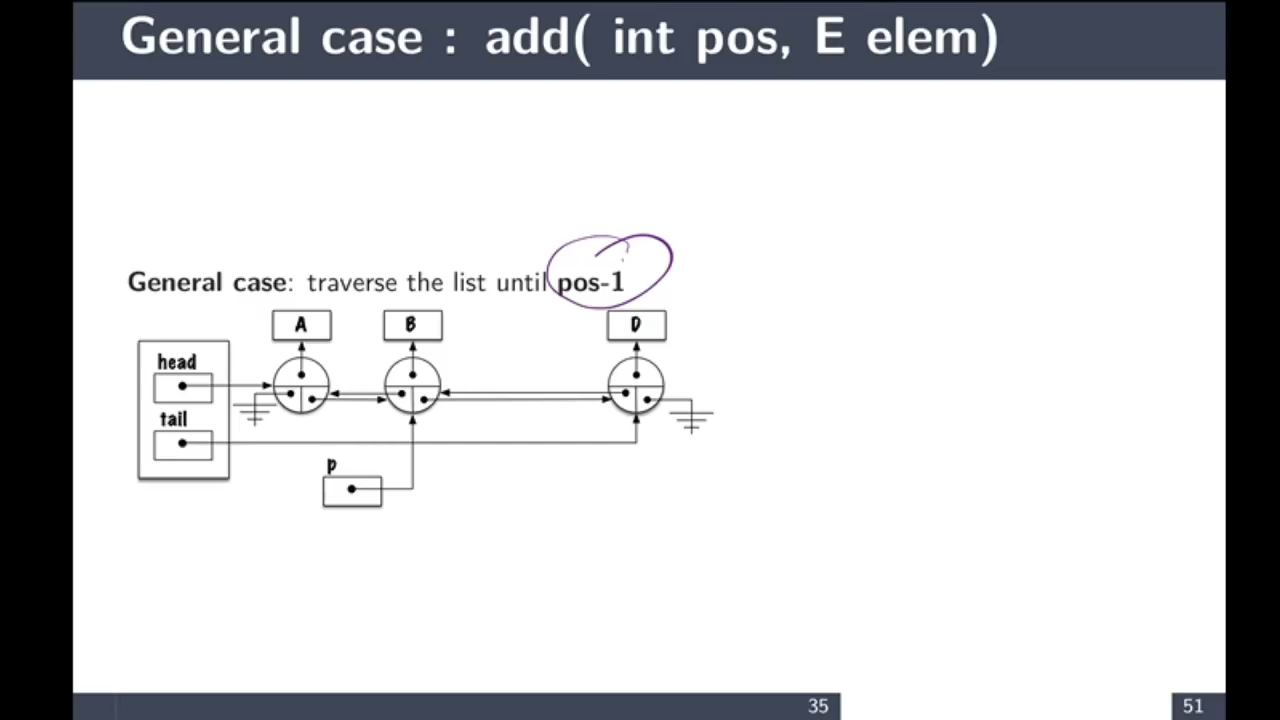 General case : add( int pos, E elem)
General case: traverse the list until pos-1
A B D
head
tail
p
35 51